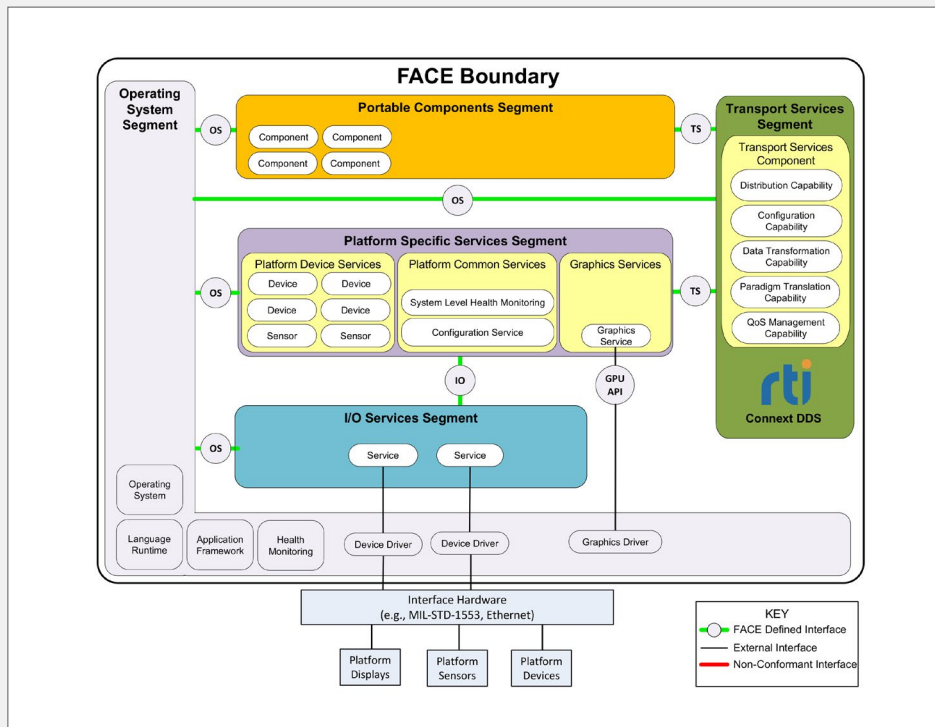 FACE Boundary
Operating
System
Segment
OS
Portable Components Segment
Component
Component
Component
Component
TS
Transport Services
Segment
Transport Services
Component
Distribution Capability
Configuration
Capability
Data Transformation
Capability
Paradigm Translation
Capability
QoS Management
Capability
rti
Connext DDS
OS
Platform Specific Services Segment
OS
Platform Device Services
Device
Device
Device
Device
Sensor
Sensor
Platform Common Services
System Level Health Monitoring
Configuration Service
Graphics Services
Graphics
Service
TS
IO
GPU
API
I/O Services Segment
OS
Service
Service
Operating
System
Language
Runtime
Application
Framework
Health
Monitoring
Device Driver
Device Driver
Graphics Driver
Interface Hardware
(e.g., MIL-STD-1553, Ethernet)
Platform
Displays
Platform
Sensors
Platform
Devices
KEY
FACE Defined Interface
External Interface
Non-Conformant Interface